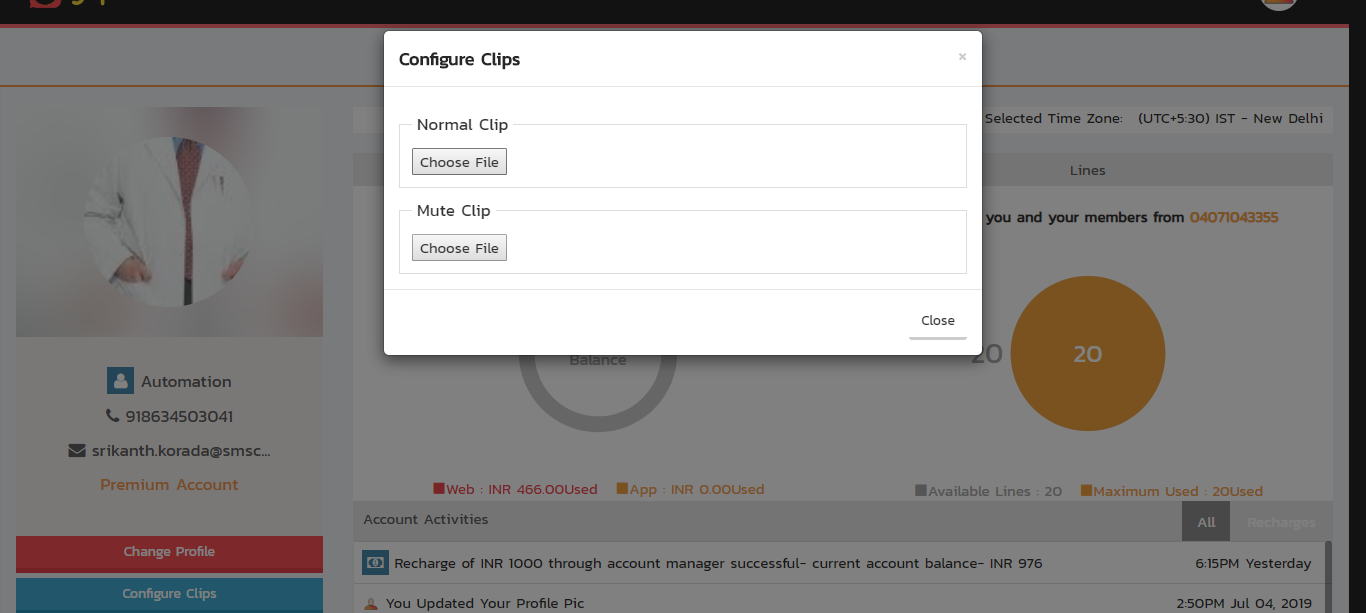 Configure Clips ×
Normal Clip
Choose File
Mute Clip
Choose File
Close
Selected Time Zone: (UTC+5:30) IST - New Delhi
Lines
you and your members from 04071043355
Balance
20
20
Web : INR 466.00Used
App : INR 0.00Used
Available Lines : 20
Maximum Used : 20Used
Automation
918634503041
srikanth.korada@smsc...
Premium Account
Change Profile
Configure Clips
Account Activities
All
Recharges
Recharge of INR 1000 through account manager successful- current account balance- INR 976 6:15PM Yesterday
You Updated Your Profile Pic 2:50PM Jul 04, 2019